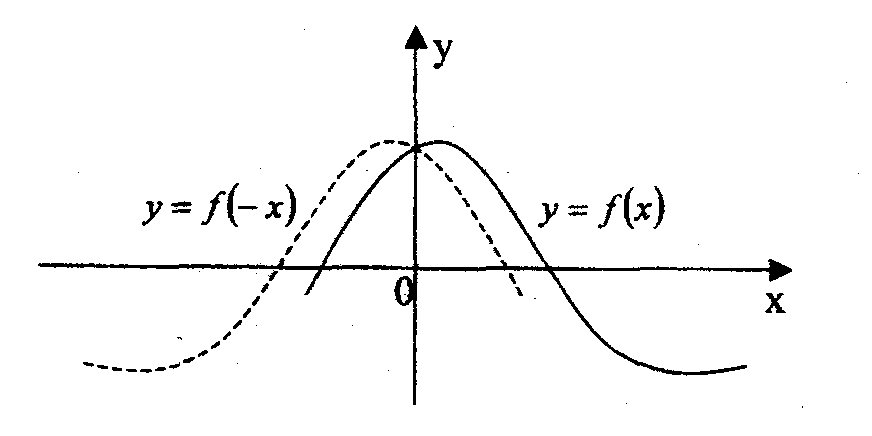 y
y = f(− x)
y = f(x)
0
x